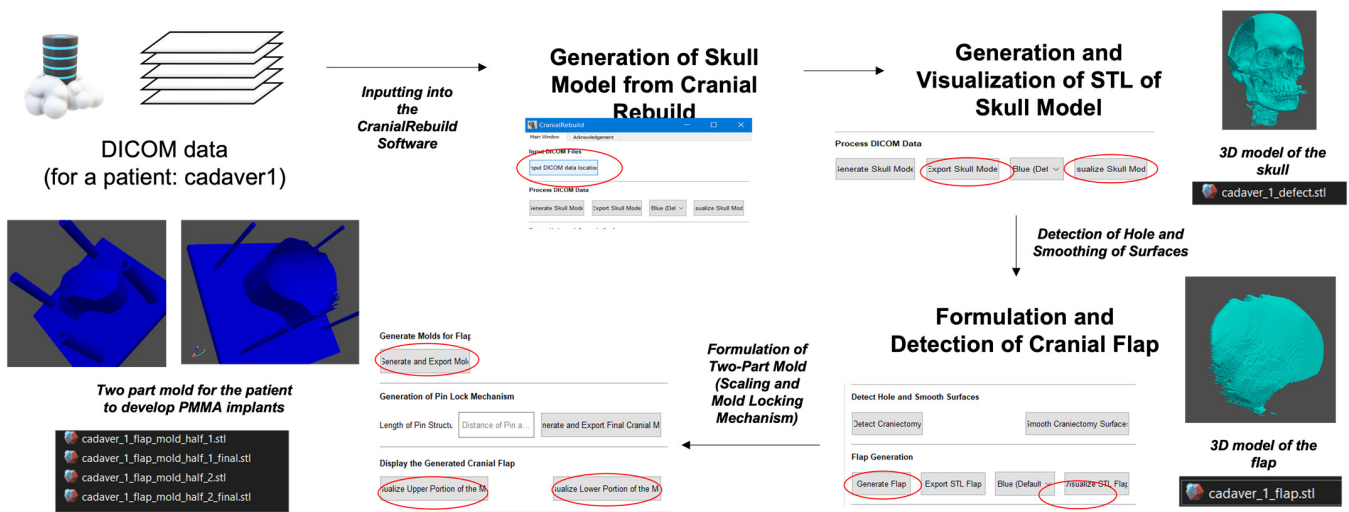 DICOM data
(for a patient: cadaver1)
Inputting into
the
CranialRebuild
Software
Generation of Skull
Model from Cranial
Rebuild
CranialRebuild
Main Window Acknowledgement
Input DICOM Files
nput DICOM data location
Process DICOM Data
Generate Skull Mode Export Skull Mode Blue (Def sualize Skull Mod
Generation and
Visualization of STL of
Skull Model
Process DICOM Data
Generate Skull Mode Export Skull Mode Blue (Def sualize Skull Mod
3D model of the
skull
cadaver_1_defect.stl
Detection of Hole and
Smoothing of Surfaces
Formulation and
Detection of Cranial Flap
Detect Hole and Smooth Surfaces
Detect Craniectomy Smooth Craniectomy Surfaces
Flap Generation
Generate Flap Export STL Flap Blue (Default Visualize STL Flap
3D model of the
flap
cadaver_1_flap.stl
Formulation of
Two-Part Mold
(Scaling and
Mold Locking
Mechanism)
Generate Molds for Flap
Generate and Export Mold
Generation of Pin Lock Mechanism
Length of Pin Structu Distance of Pin a... nerate and Export Final Cranial M
Display the Generated Cranial Flap
ualize Upper Portion of the M ualize Lower Portion of the M
Two part mold for the patient
to develop PMMA implants
cadaver_1_flap_mold_half_1.stl
cadaver_1_flap_mold_half_1_final.stl
cadaver_1_flap_mold_half_2.stl
cadaver_1_flap_mold_half_2_final.stl